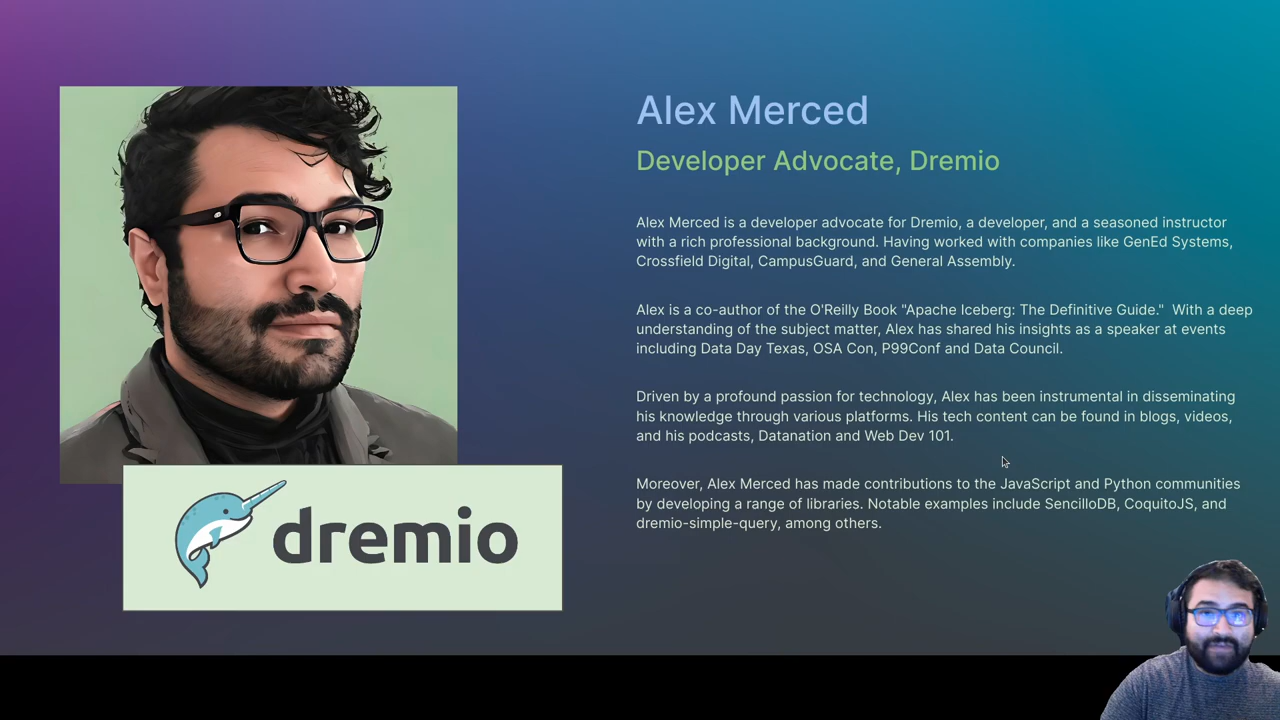 Alex Merced
Developer Advocate, Dremio
Alex Merced is a developer advocate for Dremio, a developer, and a seasoned instructor
with a rich professional background. Having worked with companies like GenEd Systems,
Crossfield Digital, CampusGuard, and General Assembly.
Alex is a co-author of the O'Reilly Book "Apache Iceberg: The Definitive Guide."  With a deep
understanding of the subject matter, Alex has shared his insights as a speaker at events
including Data Day Texas, OSA Con, P99Conf and Data Council.
Driven by a profound passion for technology, Alex has been instrumental in disseminating
his knowledge through various platforms. His tech content can be found in blogs, videos,
and his podcasts, Datanation and Web Dev 101.
Moreover, Alex Merced has made contributions to the JavaScript and Python communities
by developing a range of libraries. Notable examples include SencilloDB, CoquitoJS, and
dremio-simple-query, among others.
dremio